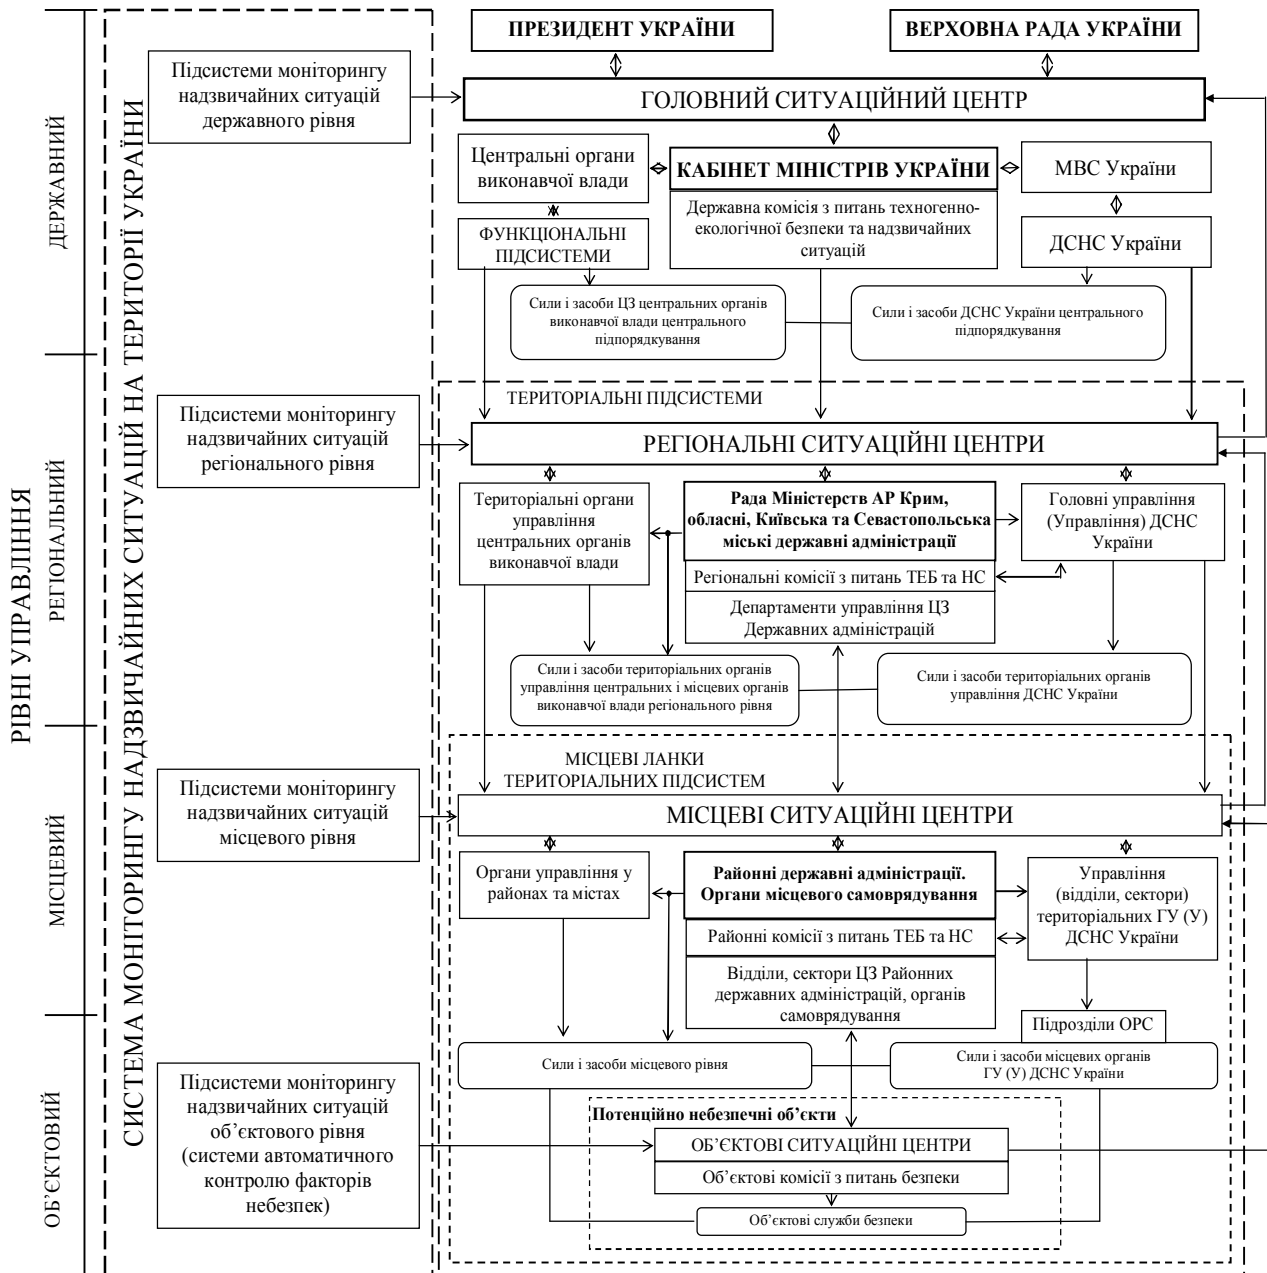 РІВНІ УПРАВЛІННЯ
ДЕРЖАВНИЙ
РЕГІОНАЛЬНИЙ
МІСЦЕВИЙ
ОБ’ЄКТОВИЙ
СИСТЕМА МОНІТОРИНГУ НАДЗВИЧАЙНИХ СИТУАЦІЙ НА ТЕРИТОРІЇ УКРАЇНИ
ПРЕЗИДЕНТ УКРАЇНИ
ВЕРХОВНА РАДА УКРАЇНИ
Підсистеми моніторингу
надзвичайних ситуацій
державного рівня
ГОЛОВНИЙ СИТУАЦІЙНИЙ ЦЕНТР
Центральні органи
виконавчої влади
КАБІНЕТ МІНІСТРІВ УКРАЇНИ
МВС України
Державна комісія з питань техногенно-
екологічної безпеки та надзвичайних
ситуацій
ФУНКЦІОНАЛЬНІ
ПІДСИСТЕМИ
ДСНС України
Сили і засоби ЦЗ центральних органів
виконавчої влади центрального
підпорядкування
Сили і засоби ДСНС України центрального
підпорядкування
ТЕРИТОРІАЛЬНІ ПІДСИСТЕМИ
Підсистеми моніторингу
надзвичайних ситуацій
регіонального рівня
РЕГІОНАЛЬНІ СИТУАЦІЙНІ ЦЕНТРИ
Територіальні органи
управління
центральних органів
виконавчої влади
Рада Міністерств АР Крим,
обласні, Київська та Севастопольська
міські державні адміністрації
Головні управління
(Управління) ДСНС
України
Регіональні комісії з питань ТЕБ та НС
Департаменти управління ЦЗ
Державних адміністрацій
Сили і засоби територіальних органів
управління центральних і місцевих органів
виконавчої влади регіонального рівня
Сили і засоби територіальних органів
управління ДСНС України
МІСЦЕВІ ЛАНКИ
ТЕРИТОРІАЛЬНИХ ПІДСИСТЕМ
Підсистеми моніторингу
надзвичайних ситуацій
місцевого рівня
МІСЦЕВІ СИТУАЦІЙНІ ЦЕНТРИ
Органи управління у
районах та містах
Районні державні адміністрації.
Органи місцевого самоврядування
Управління
(відділи, сектори)
територіальних ГУ (У)
ДСНС України
Районні комісії з питань ТЕБ та НС
Відділи, сектори ЦЗ Районних
державних адміністрацій, органів
самоврядування
Підрозділи ОРС
Сили і засоби місцевого рівня
Сили і засоби місцевих органів
ГУ (У) ДСНС України
Підсистеми моніторингу
надзвичайних ситуацій
об’єктового рівня
(системи автоматичного
контролю факторів
небезпек)
Потенційно небезпечні об’єкти
ОБ’ЄКТОВІ СИТУАЦІЙНІ ЦЕНТРИ
Об’єктові комісії з питань безпеки
Об’єктові служби безпеки